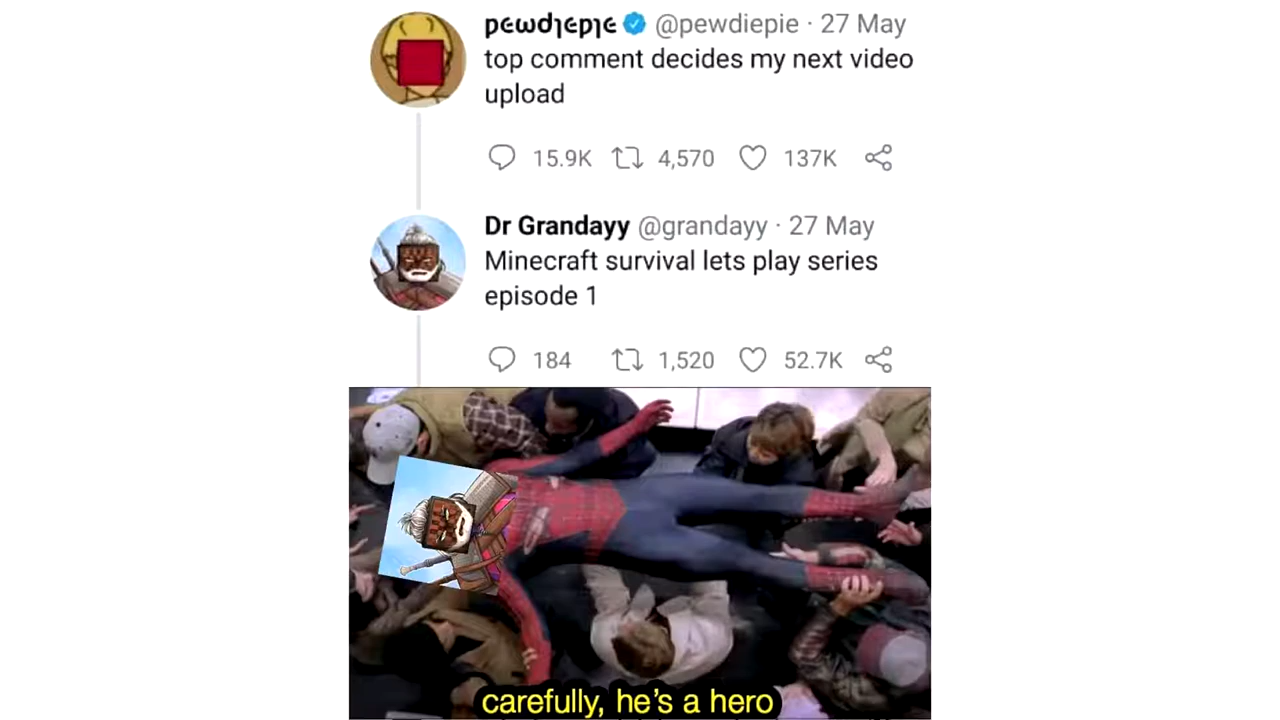 pewdiepie @pewdiepie · 27 May
top comment decides my next video
upload
15.9K 4,570 137K
Dr Grandayy @grandayy · 27 May
Minecraft survival lets play series
episode 1
184 1,520 52.7K
carefully, he's a hero